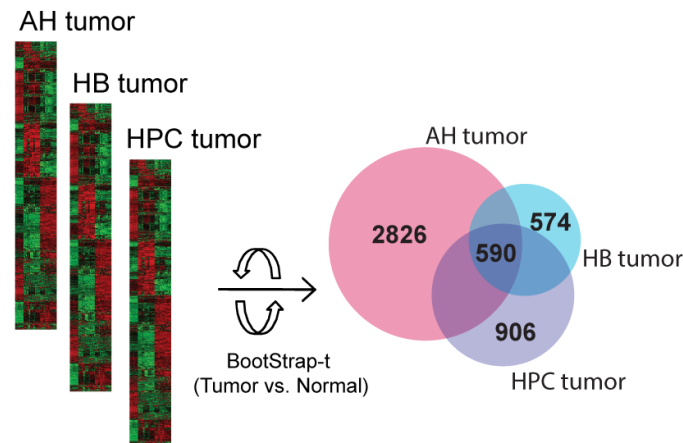 AH tumor
HB tumor
HPC tumor
BootStrap-t
(Tumor vs. Normal)
AH tumor
2826
574
590
HB tumor
906
HPC tumor